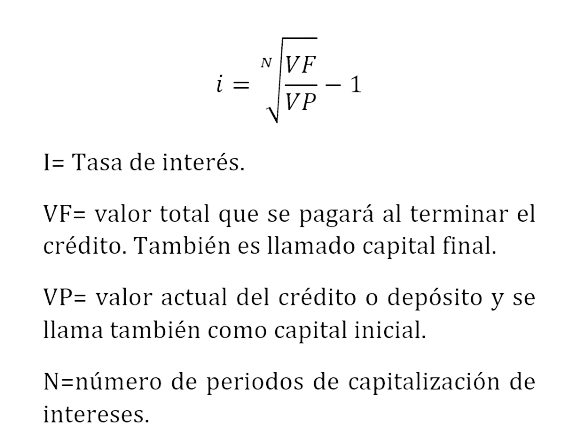 i = \sqrt[N]{\frac{VF}{VP}} − 1
I= Tasa de interés.
VF= valor total que se pagará al terminar el
crédito. También es llamado capital final.
VP= valor actual del crédito o depósito y se
llama también como capital inicial.
N=número de periodos de capitalización de
intereses.